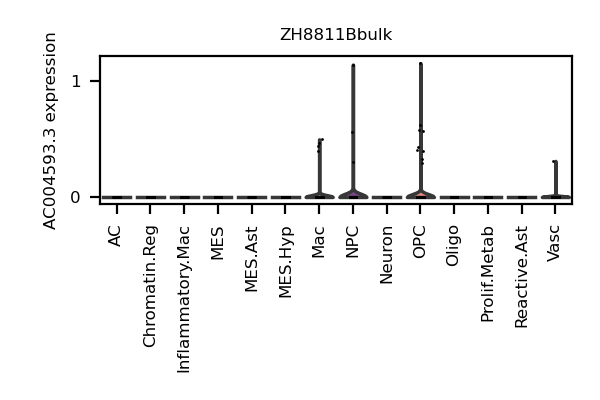 ZH8811Bbulk
AC004593.3 expression
1
0
AC
Chromatin.Reg
Inflammatory.Mac
MES
MES.Ast
MES.Hyp
Mac
NPC
Neuron
OPC
Oligo
Prolif.Metab
Reactive.Ast
Vasc